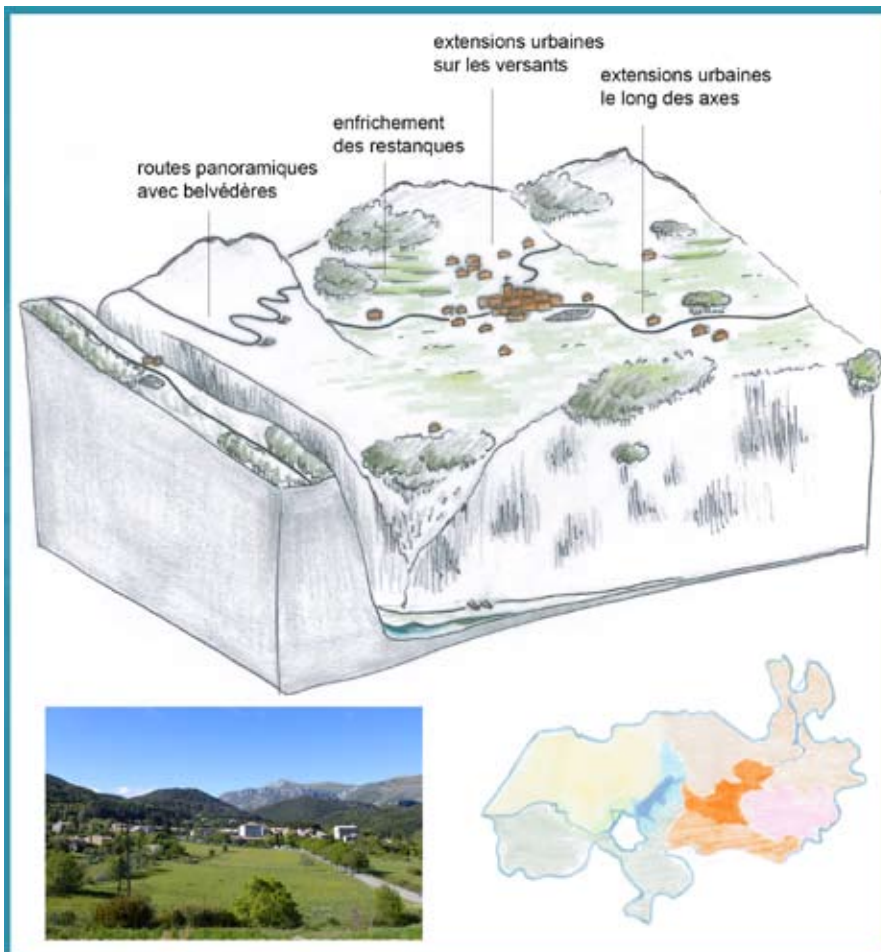 extensions urbaines
sur les versants
extensions urbaines
le long des axes
enfrichement
des restanques
routes panoramiques
avec belvédères